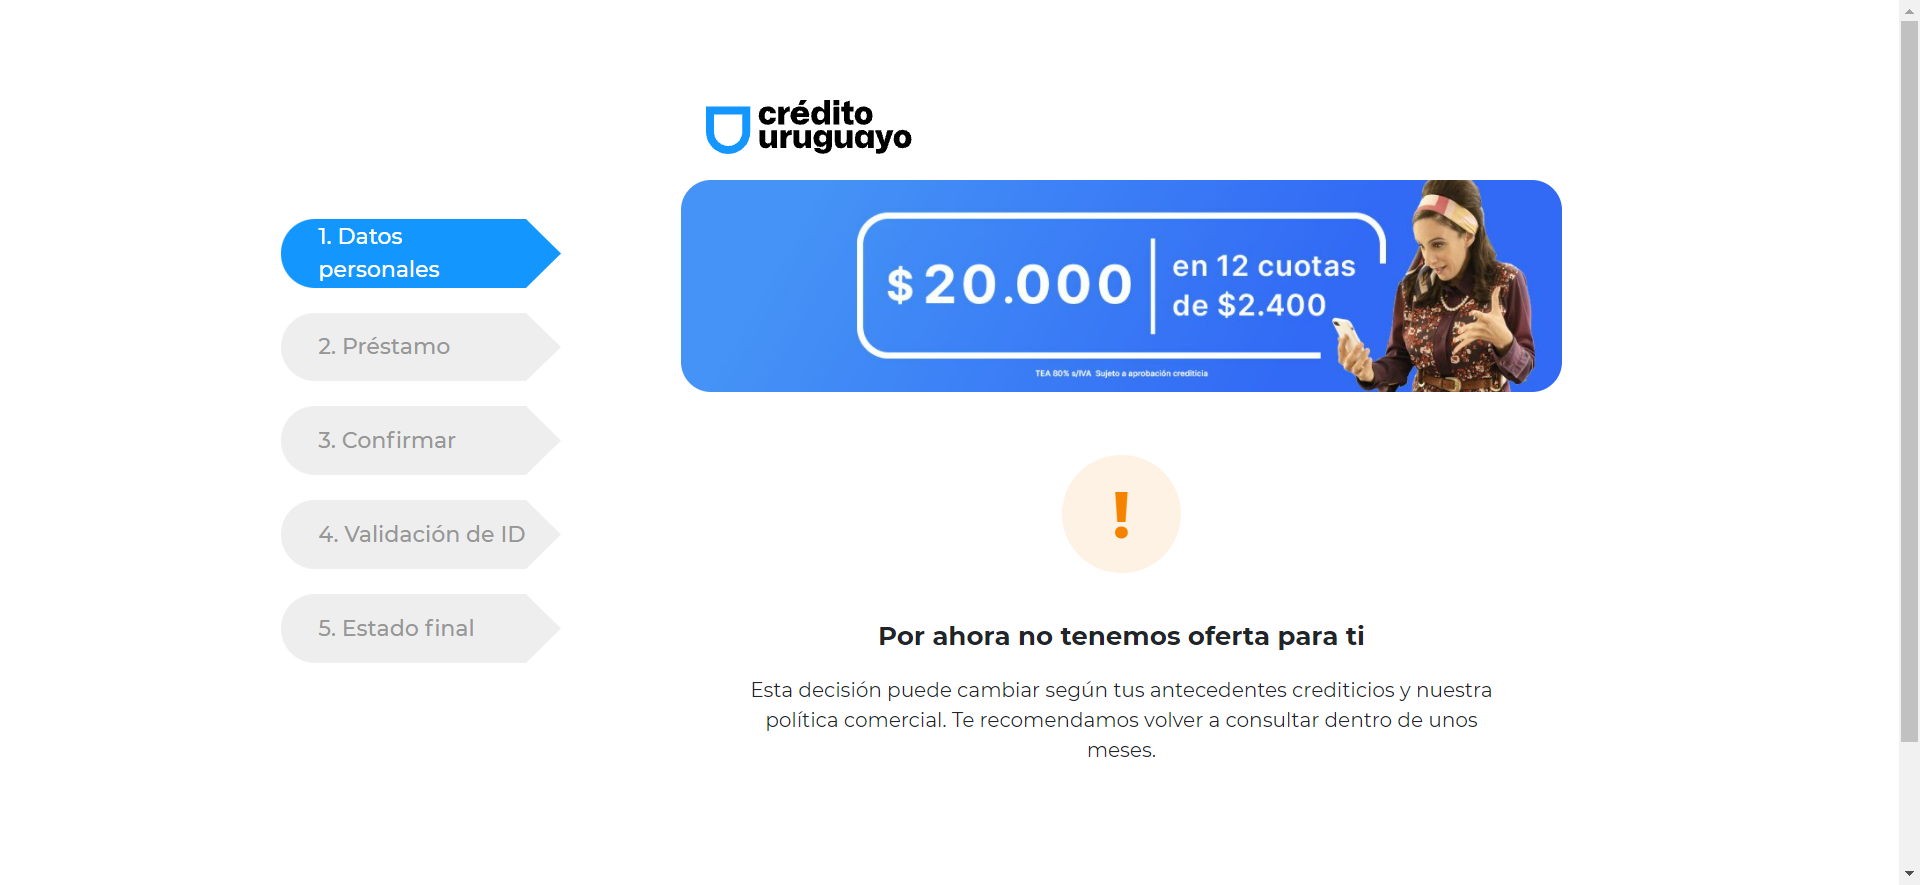 crédito
uruguayo
1. Datos
personales
2. Préstamo
3. Confirmar
4. Validación de ID
5. Estado final
$20.000
en 12 cuotas
de $2.400
TEA 80% s/IVA Sujeto a aprobación crediticia
!
Por ahora no tenemos oferta para ti
Esta decisión puede cambiar según tus antecedentes crediticios y nuestra
política comercial. Te recomendamos volver a consultar dentro de unos
meses.